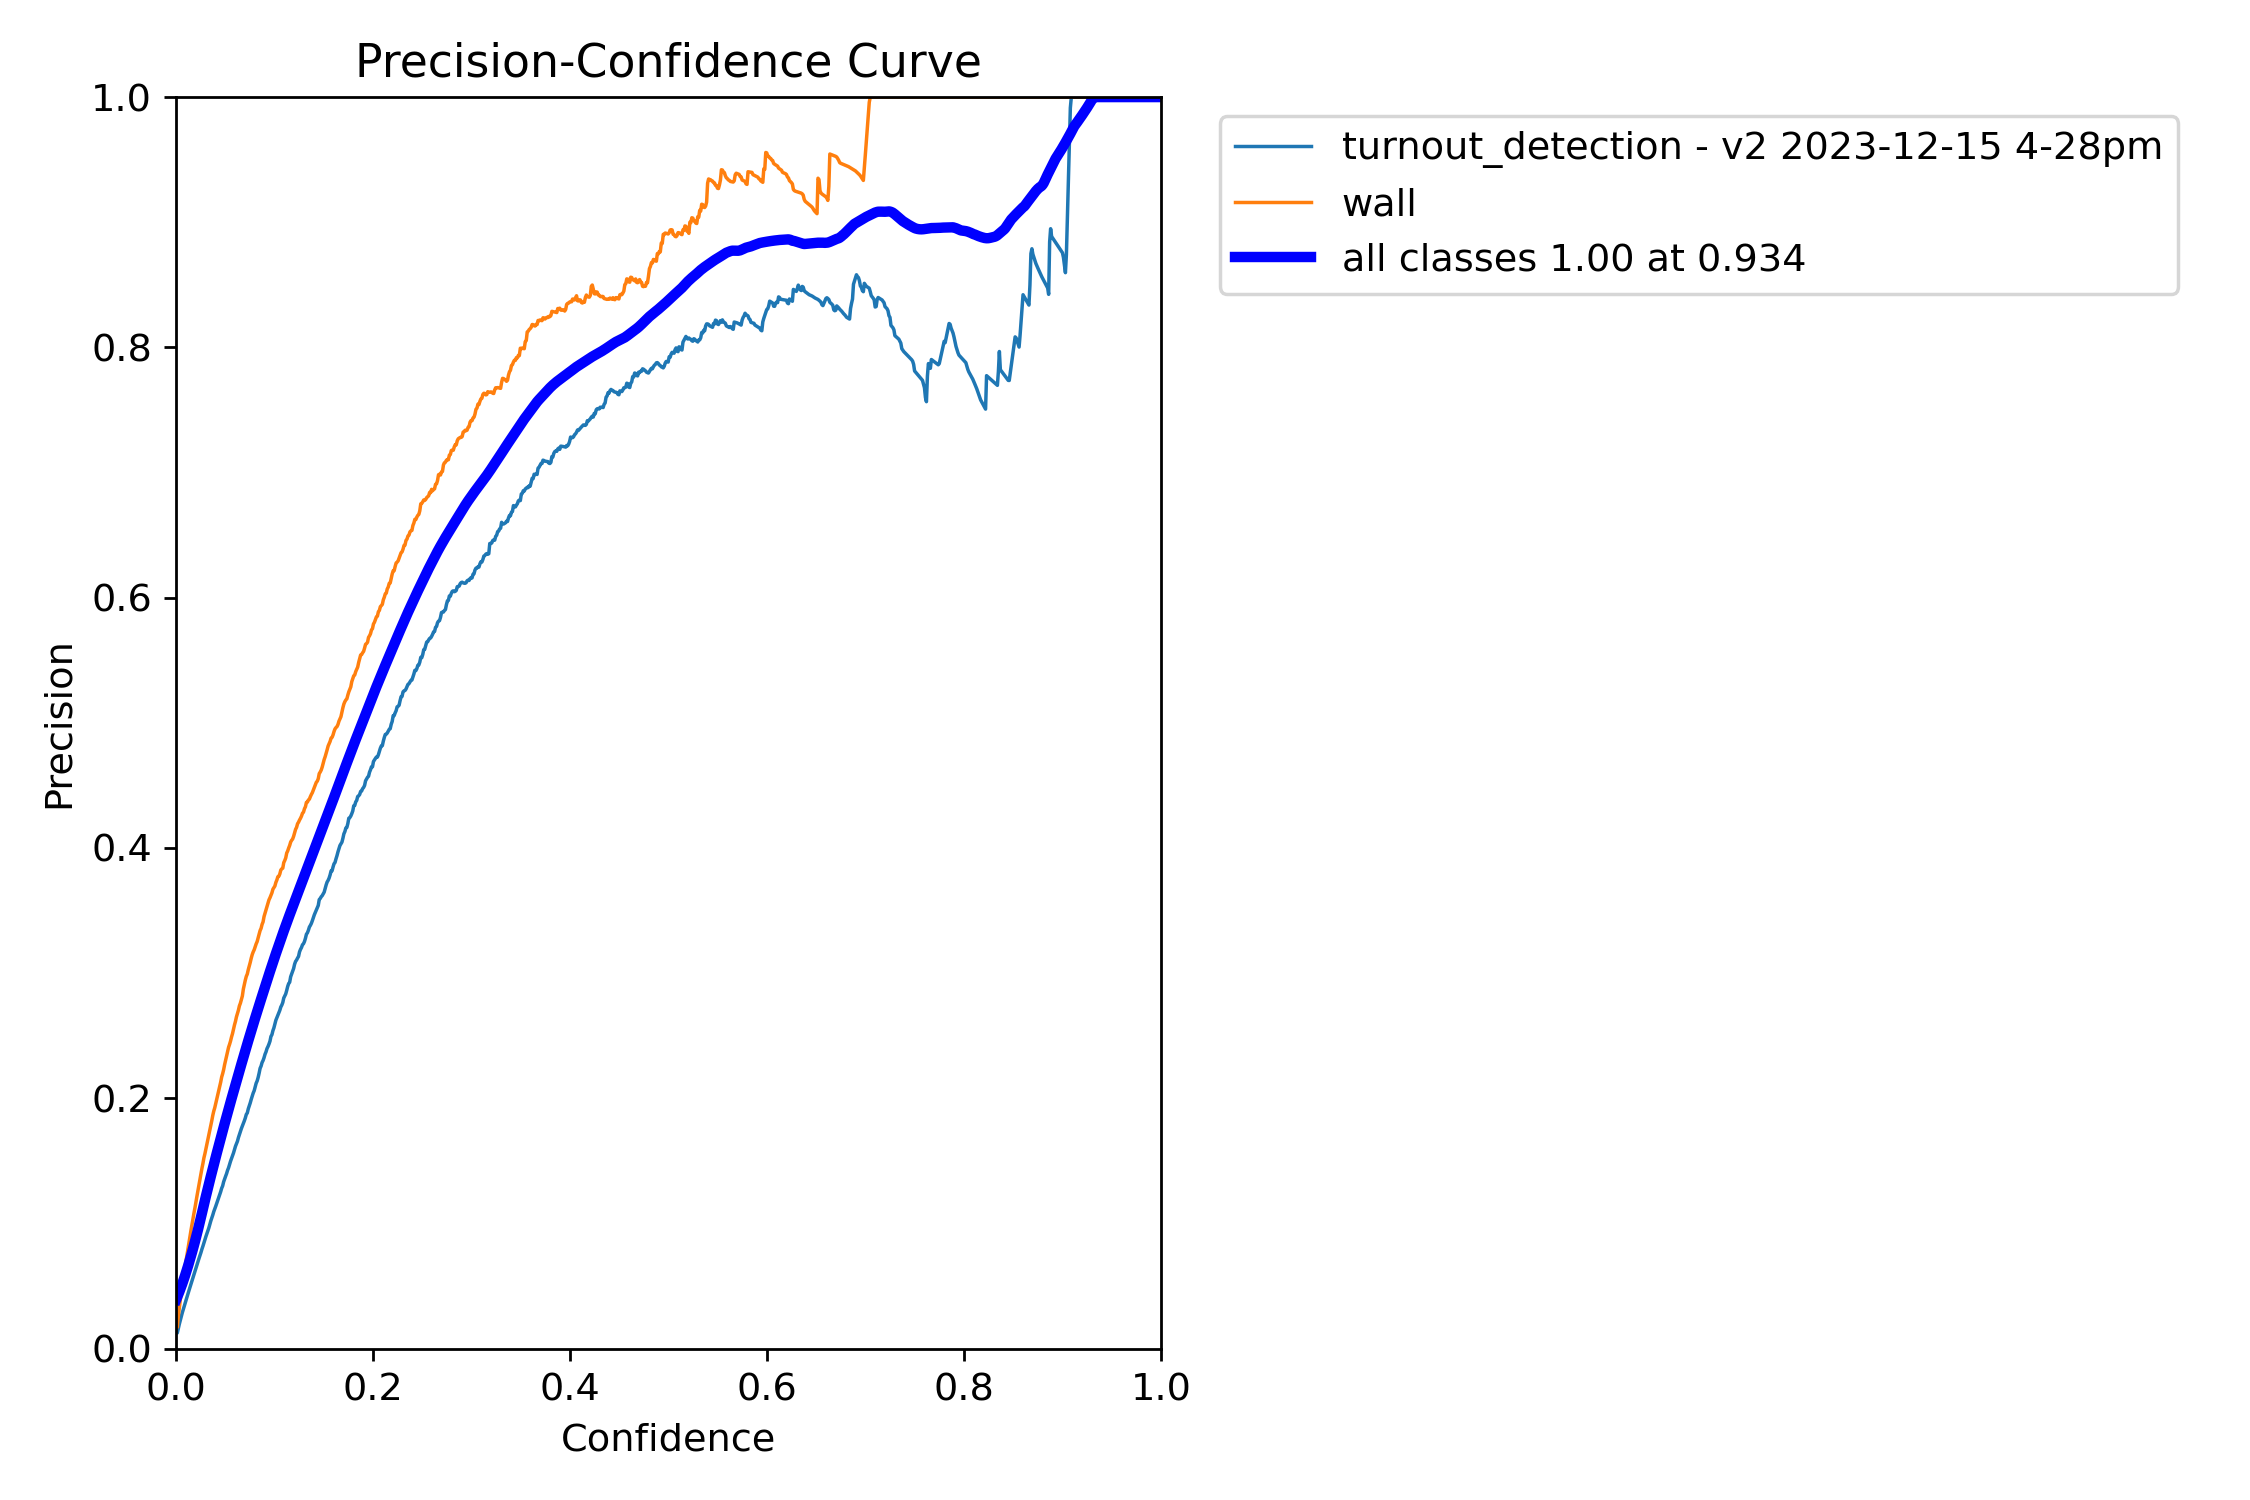 Precision-Confidence Curve
turnout_detection - v2 2023-12-15 4-28pm
wall
all classes 1.00 at 0.934
1.0
0.8
0.6
0.4
0.2
0.0
Precision
0.0 0.2 0.4 0.6 0.8 1.0
Confidence